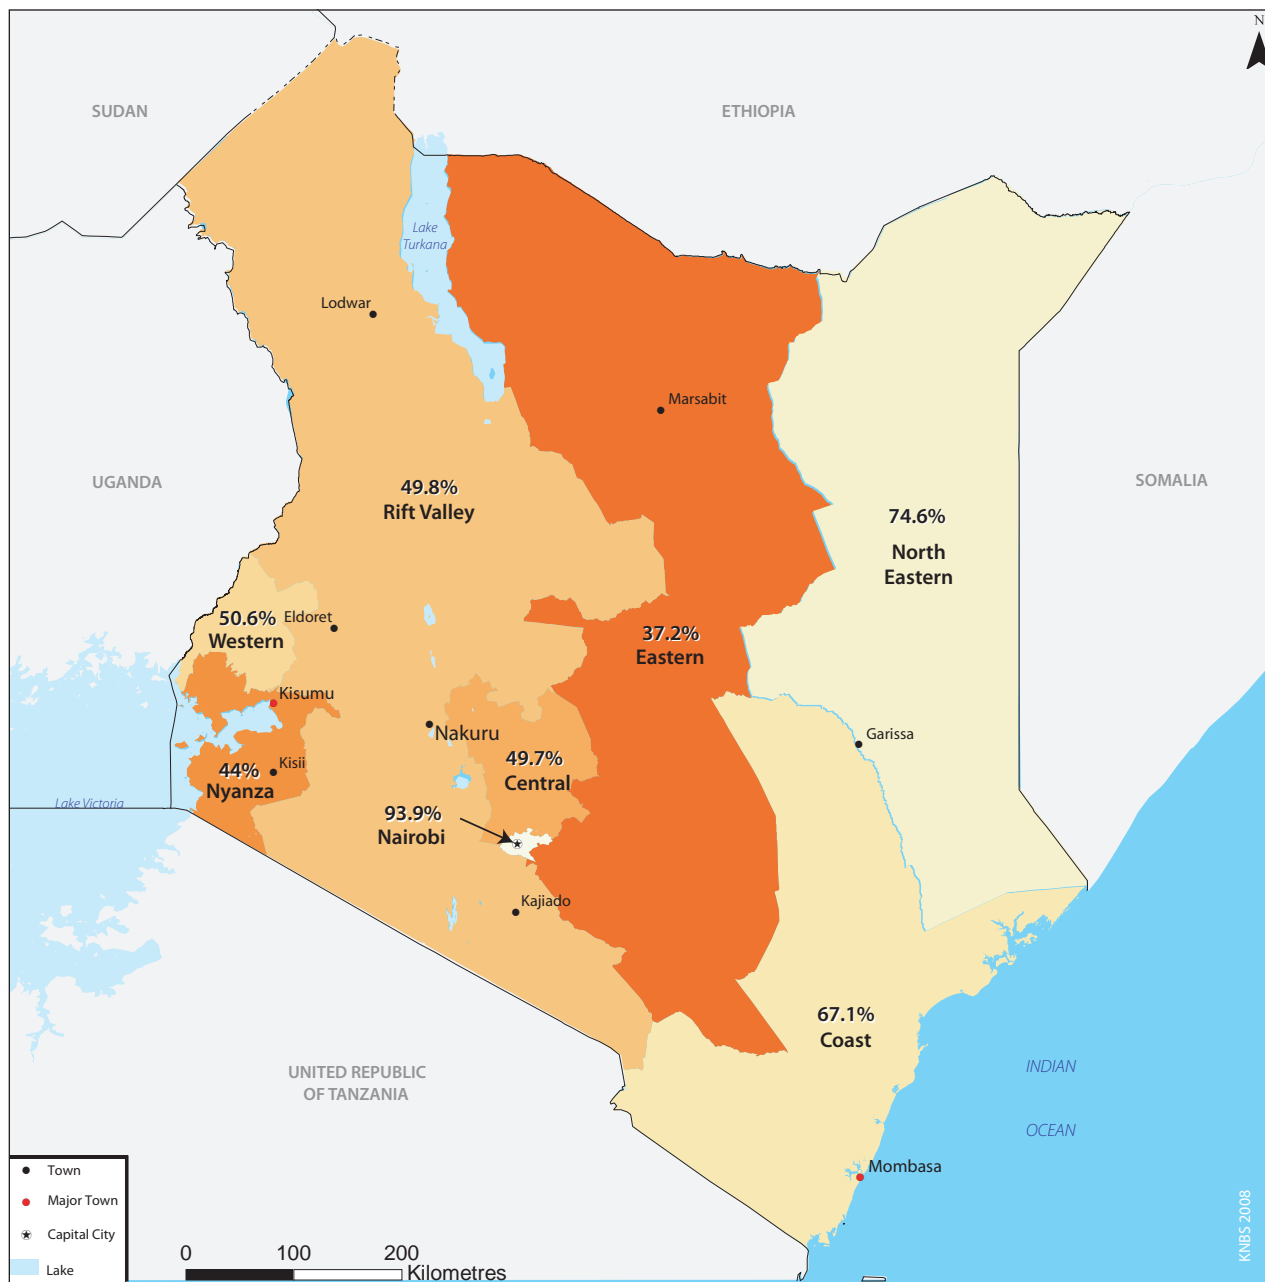 N
SUDAN
ETHIOPIA
Lake
Turkana
Lodwar
Marsabit
UGANDA
SOMALIA
49.8%
Rift Valley
74.6%
North
Eastern
50.6%
Western
Eldoret
37.2%
Eastern
Kisumu
Nakuru
Garissa
49.7%
Central
44%
Nyanza
Kisii
Lake Victoria
93.9%
Nairobi
Kajiado
67.1%
Coast
UNITED REPUBLIC
OF TANZANIA
INDIAN
OCEAN
Mombasa
Town
Major Town
Capital City
Lake
0 100 200
Kilometres
KNBS 2008